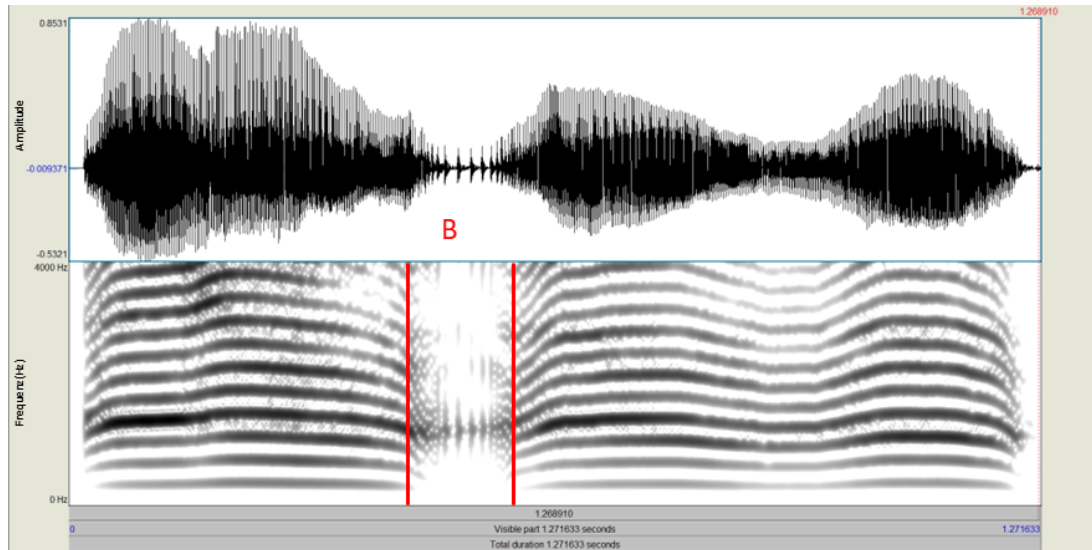 1.268910
0.8531
Amplitude
-0.009371
B
-0.5321
4000 Hz
Frequenz(Hz)
0 Hz
1.268910
0 Visible part 1.271633 seconds 1.271633
Total duration 1.271633 seconds